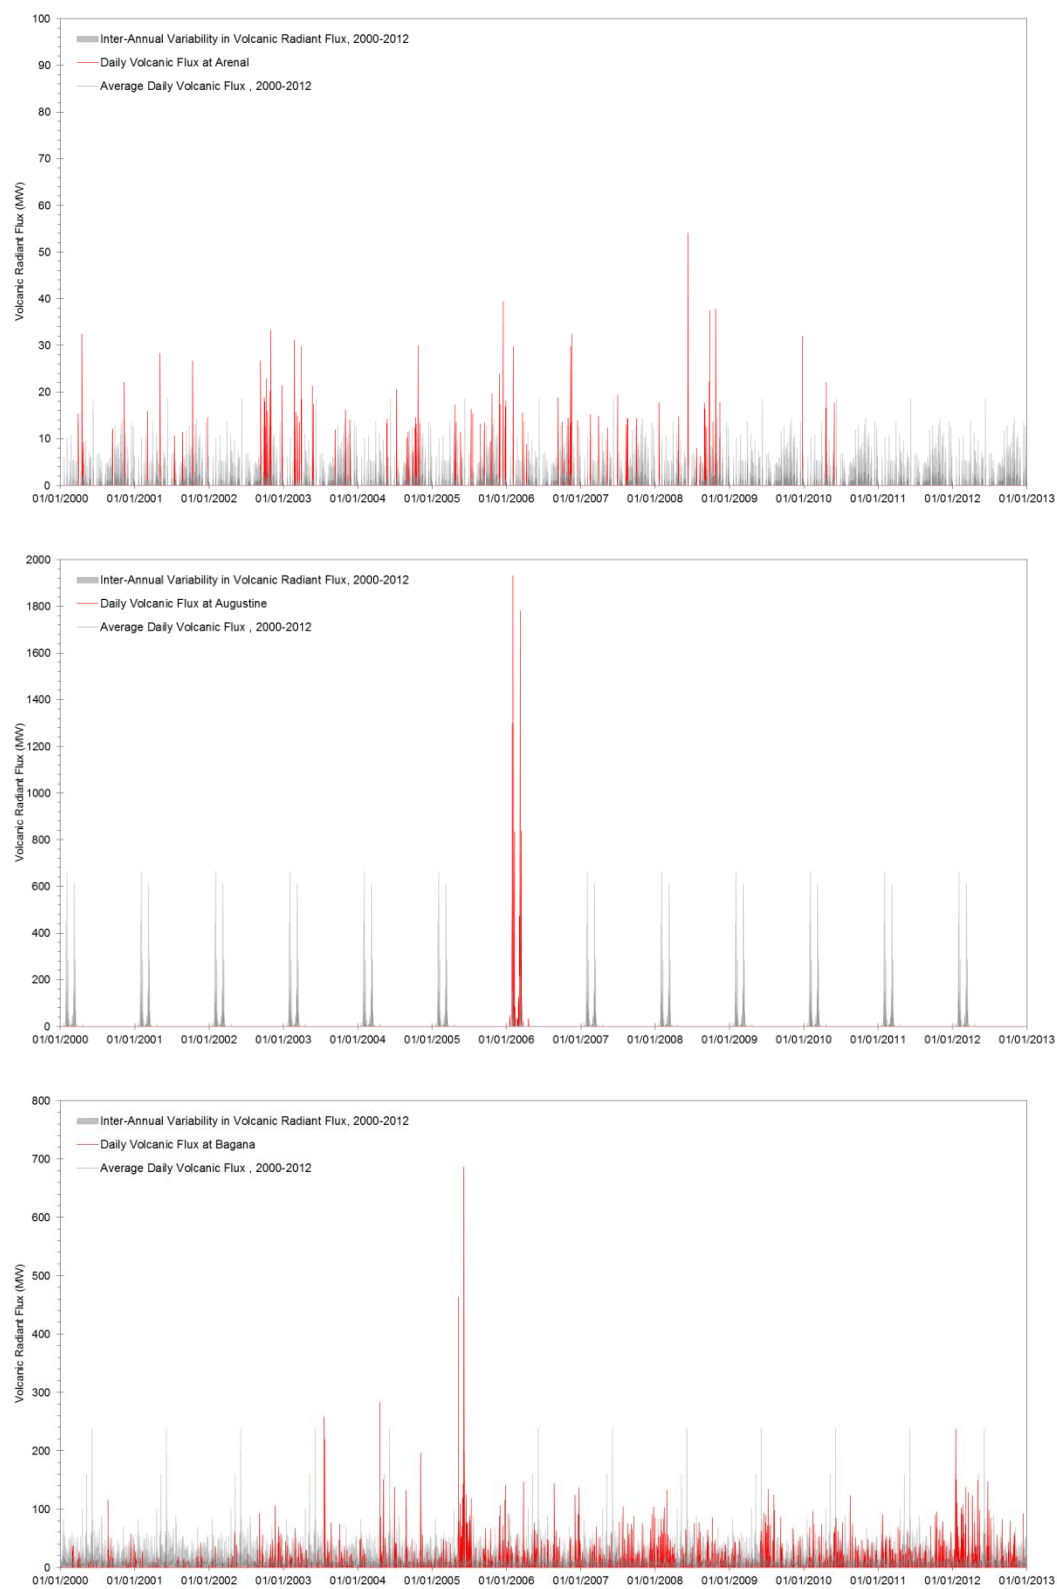 100
90
80
70
60
50
40
30
20
10
0
Volcanic Radiant Flux (MW)
Inter-Annual Variability in Volcanic Radiant Flux, 2000-2012
Daily Volcanic Flux at Arenal
Average Daily Volcanic Flux , 2000-2012
01/01/2000 01/01/2001 01/01/2002 01/01/2003 01/01/2004 01/01/2005 01/01/2006 01/01/2007 01/01/2008 01/01/2009 01/01/2010 01/01/2011 01/01/2012 01/01/2013
2000
1800
1600
1400
1200
1000
800
600
400
200
0
Volcanic Radiant Flux (MW)
Inter-Annual Variability in Volcanic Radiant Flux, 2000-2012
Daily Volcanic Flux at Augustine
Average Daily Volcanic Flux , 2000-2012
01/01/2000 01/01/2001 01/01/2002 01/01/2003 01/01/2004 01/01/2005 01/01/2006 01/01/2007 01/01/2008 01/01/2009 01/01/2010 01/01/2011 01/01/2012 01/01/2013
800
700
600
500
400
300
200
100
0
Volcanic Radiant Flux (MW)
Inter-Annual Variability in Volcanic Radiant Flux, 2000-2012
Daily Volcanic Flux at Bagana
Average Daily Volcanic Flux , 2000-2012
01/01/2000 01/01/2001 01/01/2002 01/01/2003 01/01/2004 01/01/2005 01/01/2006 01/01/2007 01/01/2008 01/01/2009 01/01/2010 01/01/2011 01/01/2012 01/01/2013